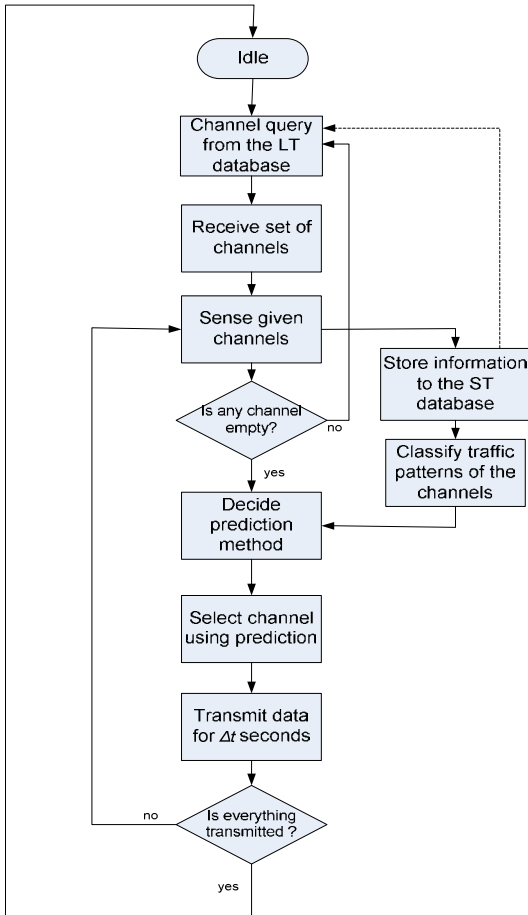 Idle
Channel query
from the LT
database
Receive set of
channels
Sense given
channels
Store information
to the ST
database
Is any channel
empty?
no
yes
Classify traffic
patterns of the
channels
Decide
prediction
method
Select channel
using prediction
Transmit data
for Δt seconds
Is everything
transmitted ?
no
yes